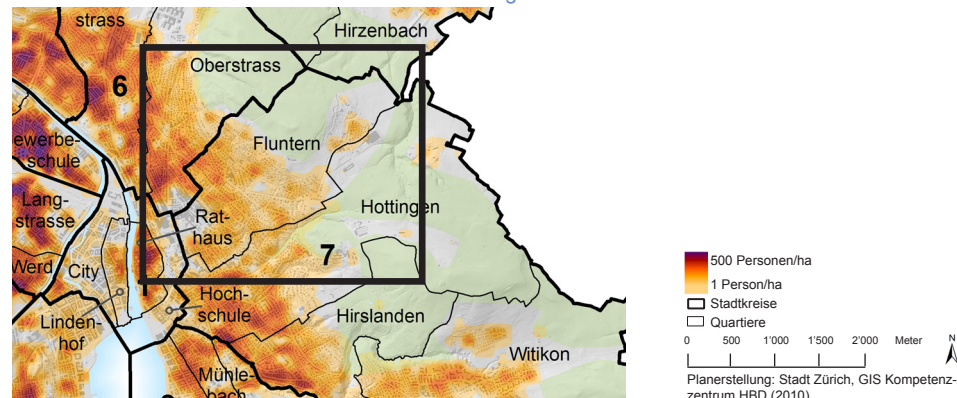 strass
Hirzenbach
Oberstrass
6
ewerbe-
schule
Fluntern
Lang-
strasse
Rat-
haus
Hottingen
Werd
City
7
1
Hoch-
schule
Linden-
hof
Hirslanden
Witikon
Mühle-
bach
500 Personen/ha
1 Person/ha
Stadtkreise
Quartiere
0 500 1'000 1'500 2'000 Meter
N
Planerstellung: Stadt Zürich, GIS Kompetenz-
zentrum HBD (2010)